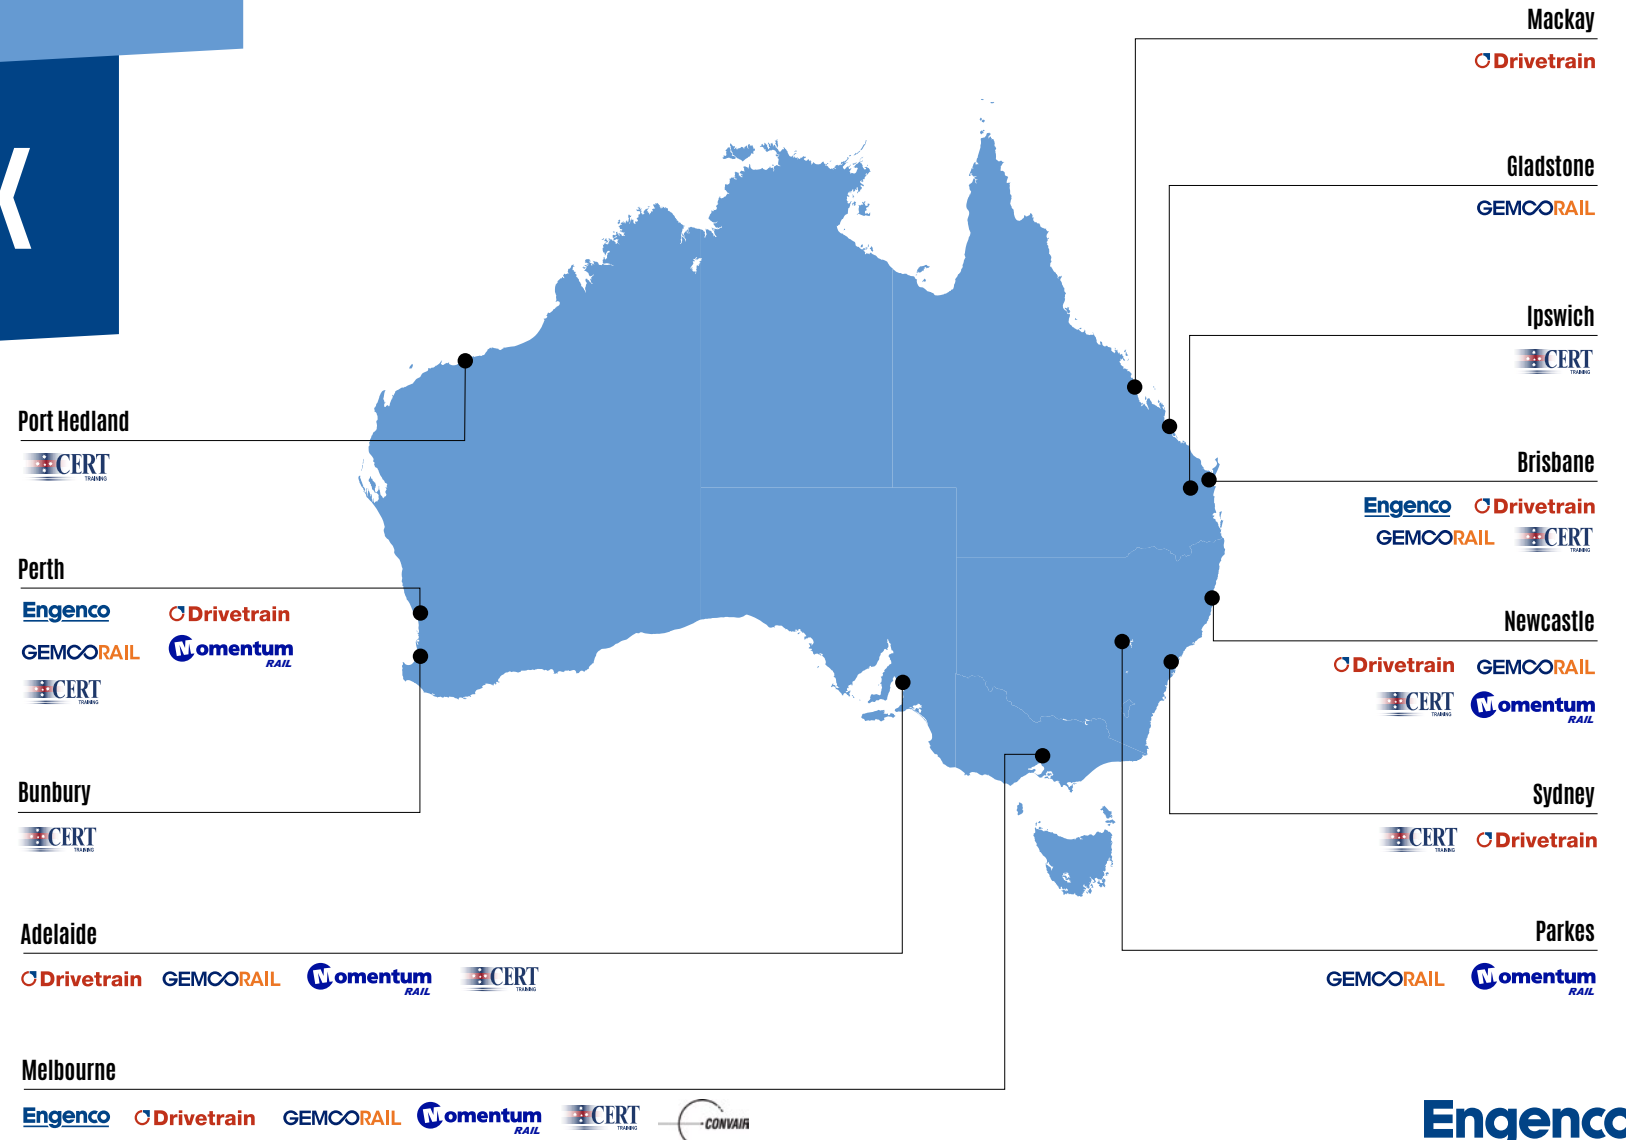 K
Mackay
Drivetrain
Gladstone
GEMCORAIL
Ipswich
CERT
TRAINING
Brisbane
Engenco Drivetrain
GEMCORAIL CERT
TRAINING
Newcastle
Drivetrain GEMCORAIL
CERT Momentum
TRAINING RAIL
Sydney
CERT Drivetrain
TRAINING
Parkes
GEMCORAIL Momentum
RAIL
Port Hedland
CERT
TRAINING
Perth
Engenco Drivetrain
GEMCORAIL Momentum
RAIL
CERT
TRAINING
Bunbury
CERT
TRAINING
Adelaide
Drivetrain GEMCORAIL Momentum CERT
RAIL TRAINING
Melbourne
Engenco Drivetrain GEMCORAIL Momentum CERT CONVAIR
RAIL TRAINING
Engenco